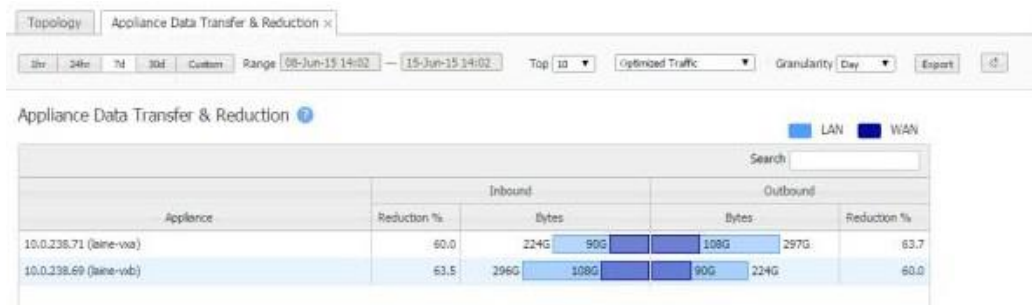 Topology Appliance Data Transfer & Reduction ×
1hr 24hr 7d 30d Custom Range 08-Jun-15 14:02 — 15-Jun-15 14:02 Top 10 Optimized Traffic Granularity Day Export
Appliance Data Transfer & Reduction ?
LAN WAN
Search
Inbound Outbound
Appliance Reduction % Bytes Bytes Reduction %
10.0.238.71 (laine-vxa) 60.0 224G 90G 108G 297G 63.7
10.0.238.69 (laine-vxb) 63.5 296G 108G 90G 224G 60.0